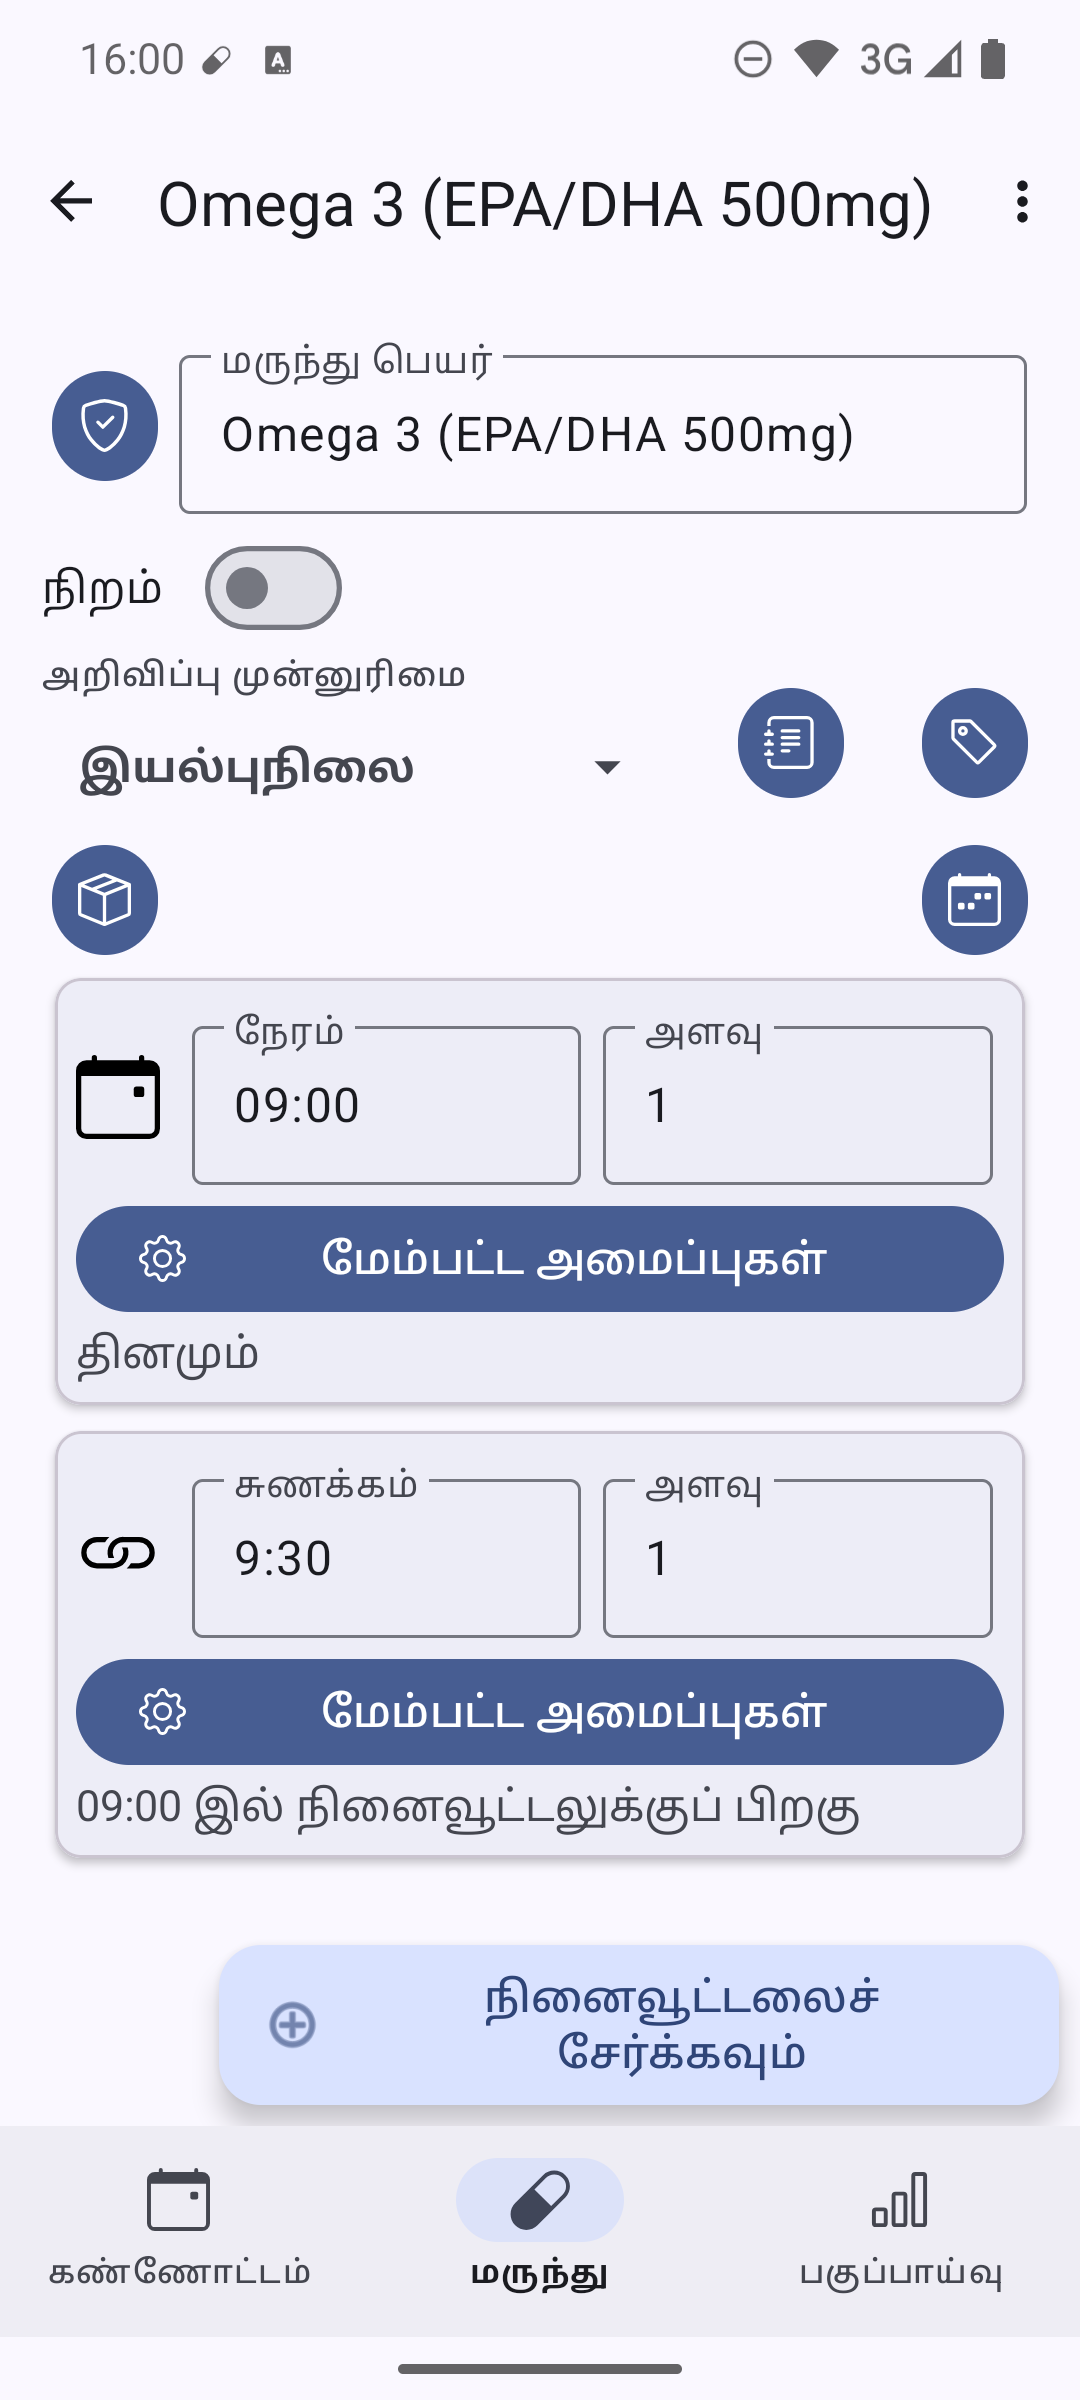 16:00
3G
Omega 3 (EPA/DHA 500mg)
மருந்து பெயர்
Omega 3 (EPA/DHA 500mg)
நிறம்
அறிவிப்பு முன்னுரிமை
இயல்புநிலை
நேரம்
09:00
அளவு
1
மேம்பட்ட அமைப்புகள்
தினமும்
சுணக்கம்
9:30
அளவு
1
மேம்பட்ட அமைப்புகள்
09:00 இல் நினைவூட்டலுக்குப் பிறகு
நினைவூட்டலைச்
சேர்க்கவும்
கண்ணோட்டம்
மருந்து
பகுப்பாய்வு